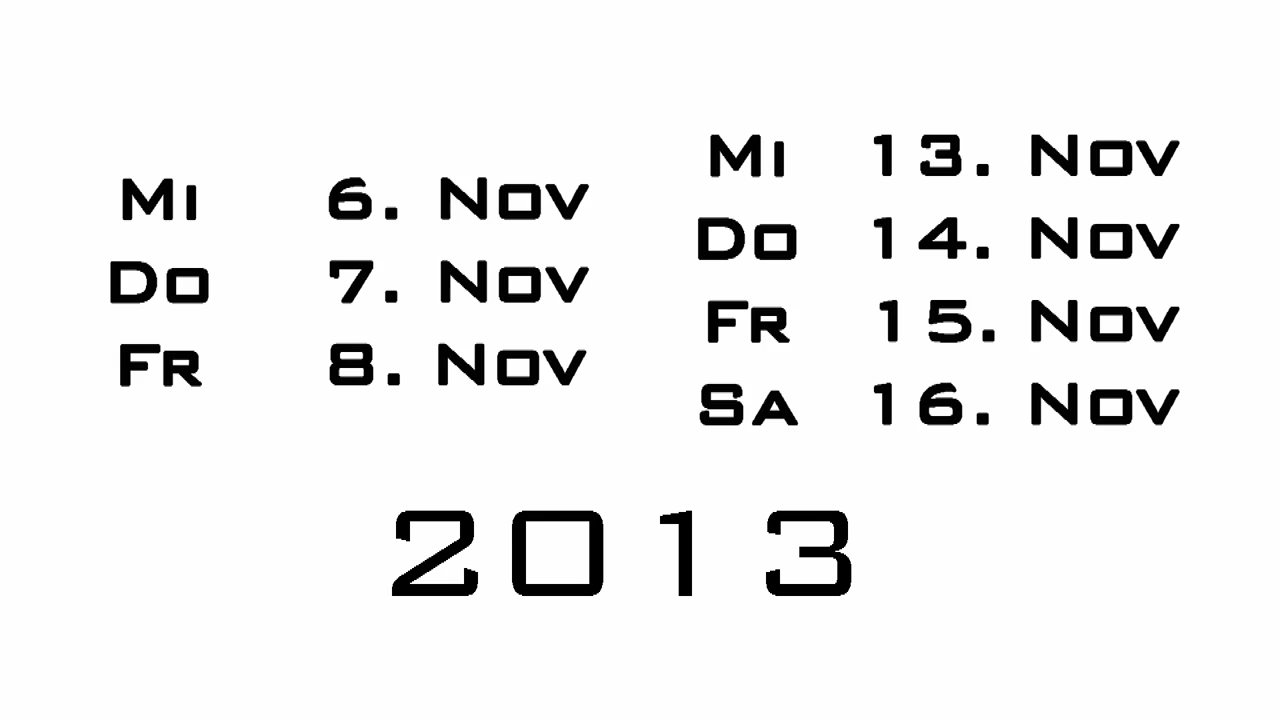 Mi 6. Nov
Do 7. Nov
Fr 8. Nov
Mi 13. Nov
Do 14. Nov
Fr 15. Nov
Sa 16. Nov
2013